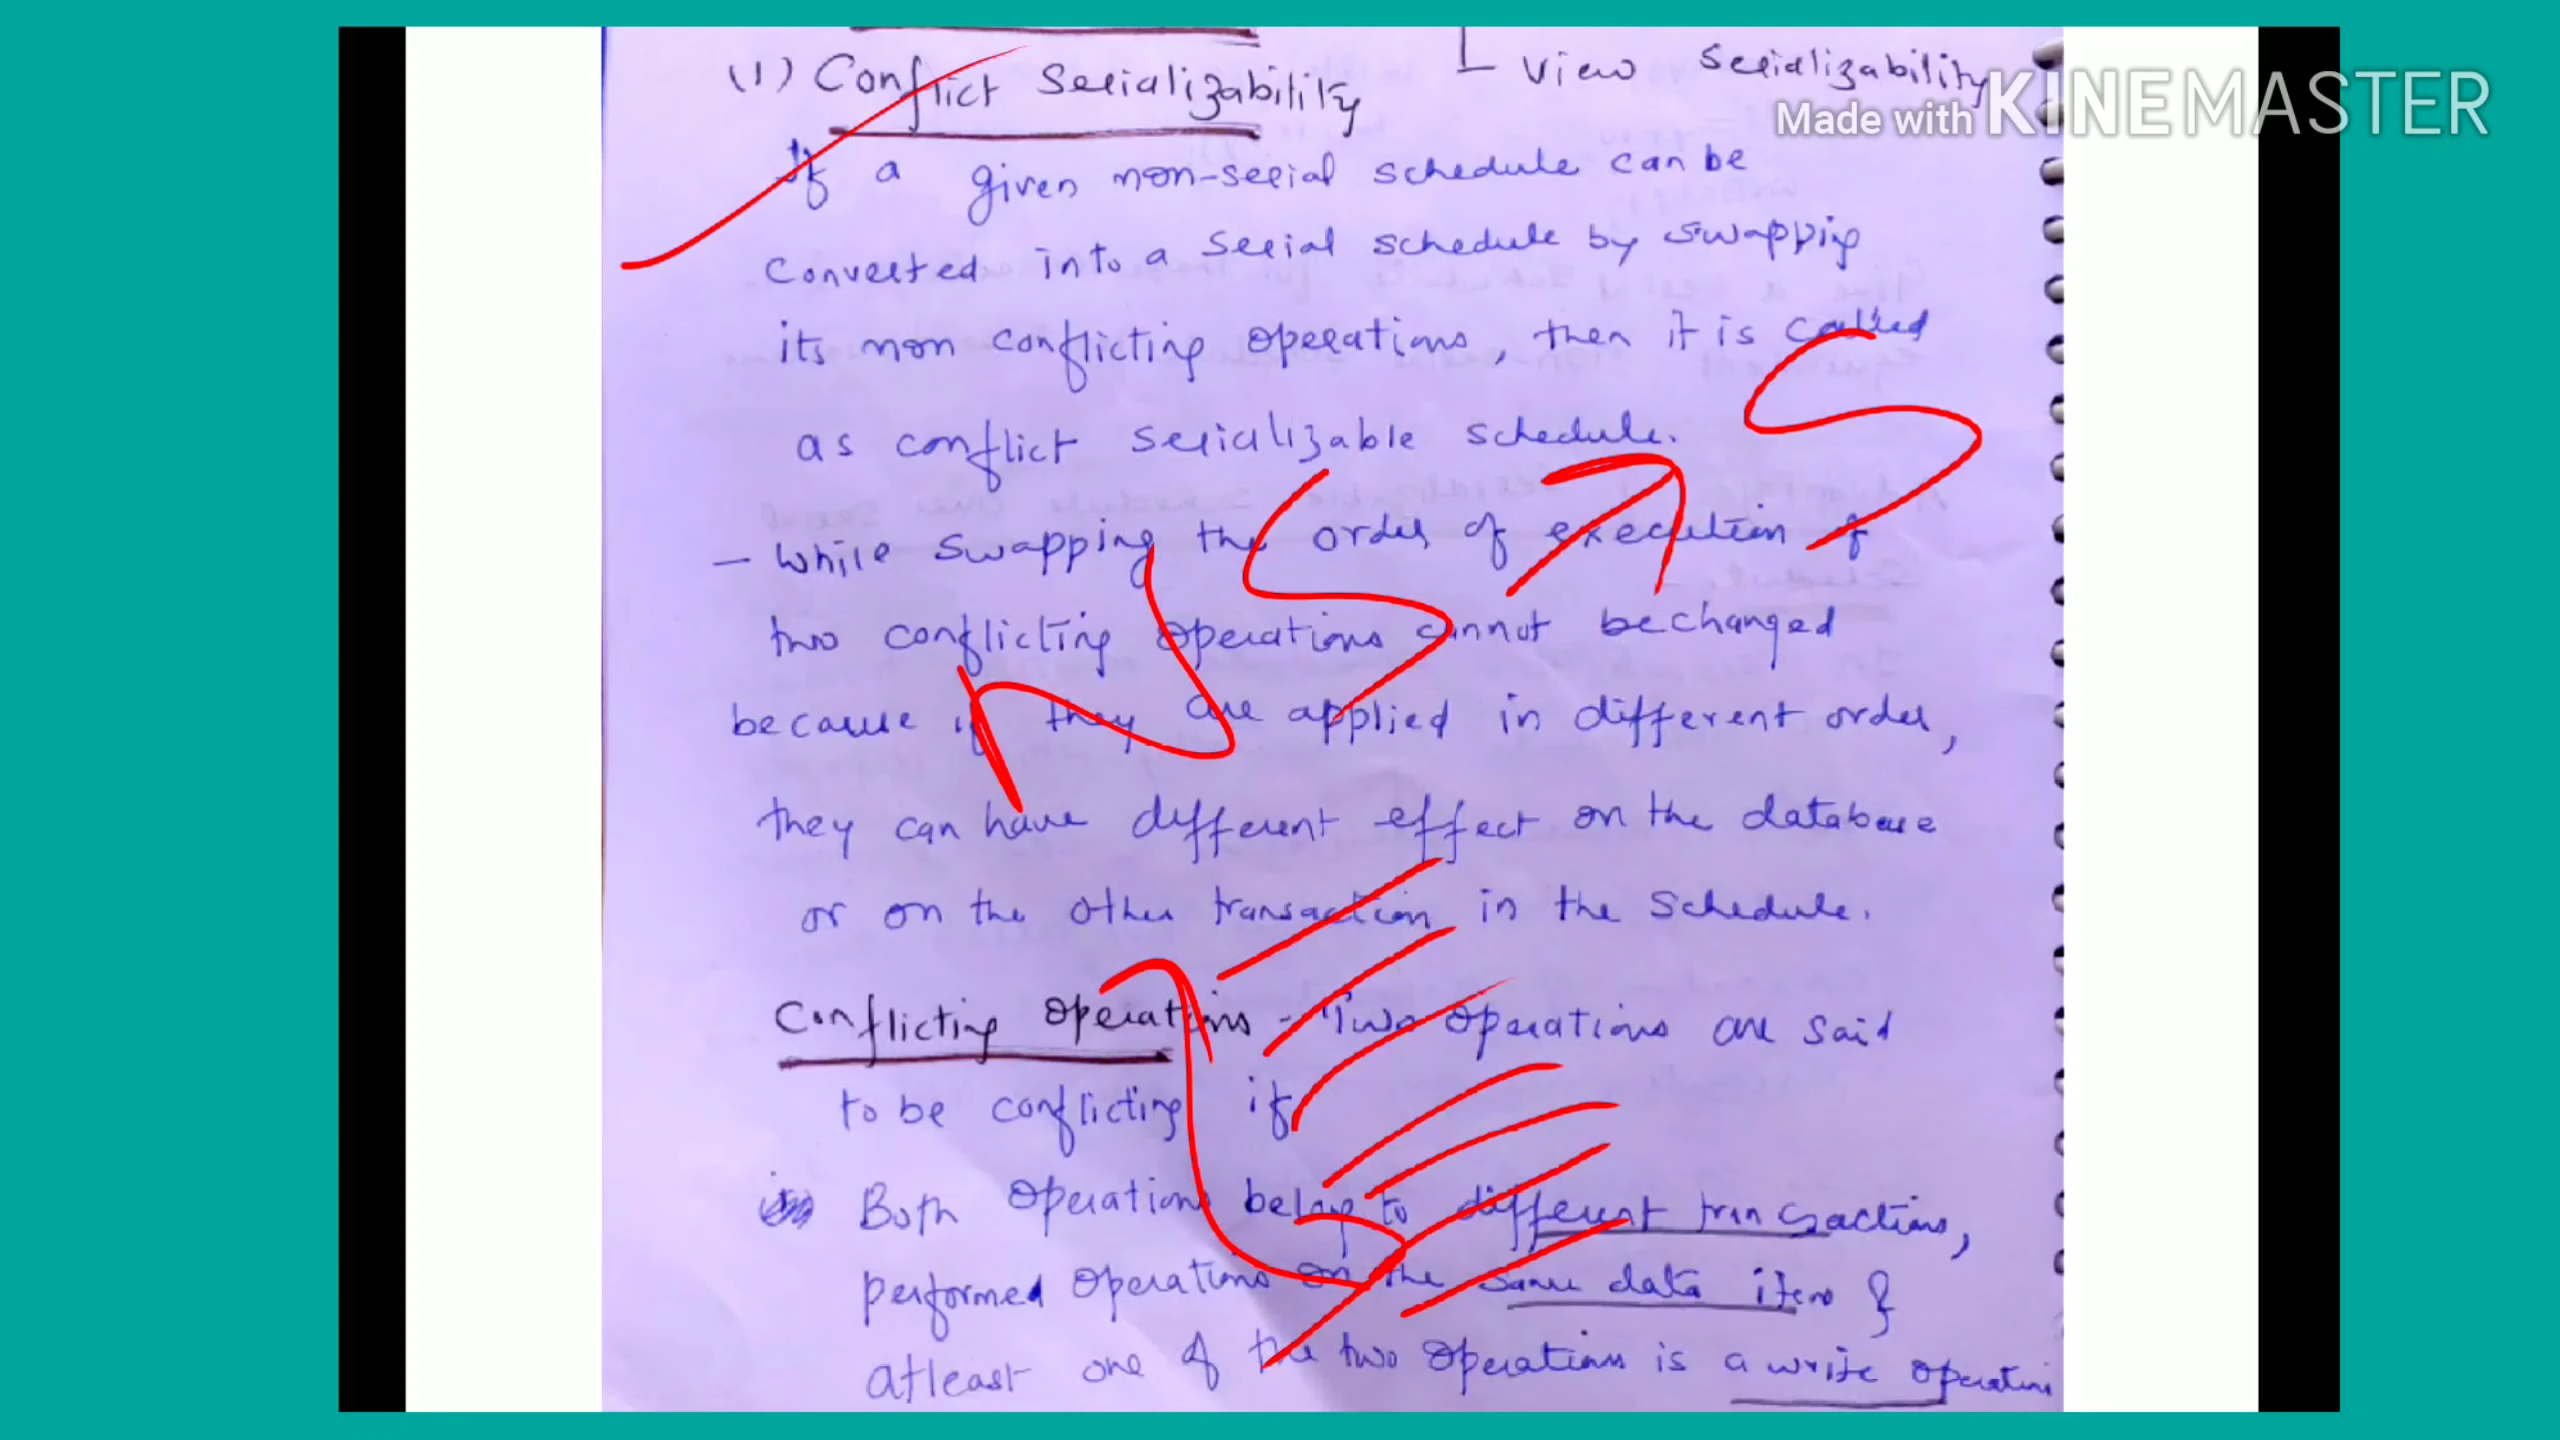 (1) Conflict Serializability
└ View Serializability
Made with KINEMASTER
If a given non-serial schedule can be
converted into a serial schedule by swapping
its non conflicting operations, then it is called
as conflict serializable schedule.
- While swapping the order of execution of
two conflicting operations cannot be changed
because if they are applied in different order,
they can have different effect on the database
or on the other transaction in the schedule.
NS → S
Conflicting operations - Two operations are said
to be conflicting if
Both operations belong to different transactions,
performed operations on the same data item &
atleast one of the two operations is a write operation